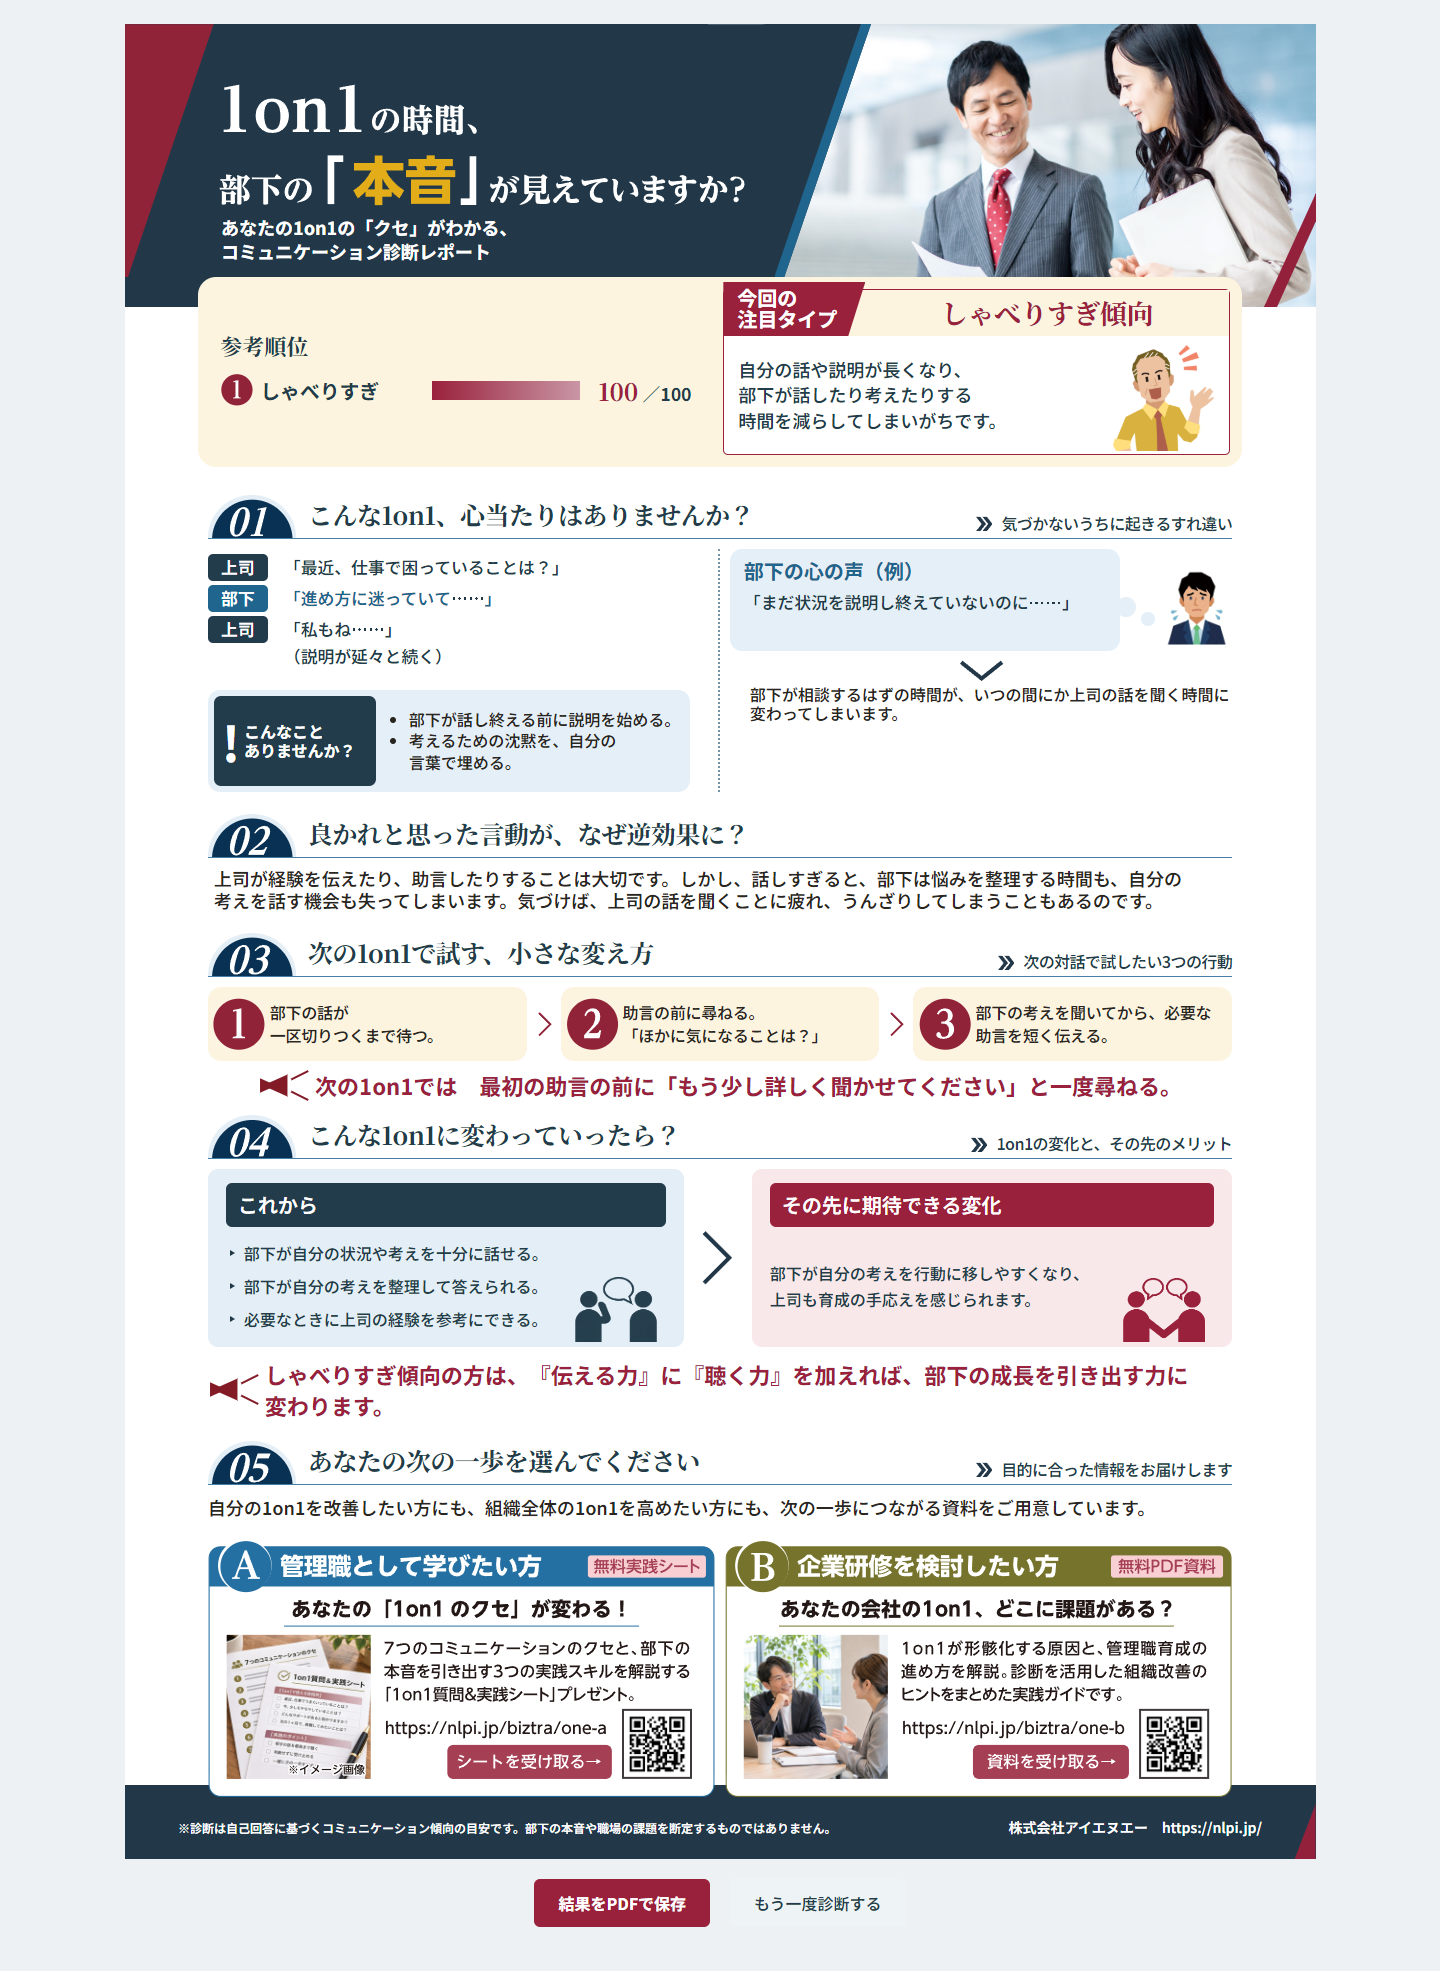 1on1の時間、
部下の「本音」が見えていますか?
あなたの1on1の「クセ」がわかる、
コミュニケーション診断レポート
参考順位
1 しゃべりすぎ
100 ／100
今回の
注目タイプ
しゃべりすぎ傾向
自分の話や説明が長くなり、
部下が話したり考えたりする
時間を減らしてしまいがちです。
01 こんな1on1、心当たりはありませんか？
気づかないうちに起きるすれ違い
上司 「最近、仕事で困っていることは？」
部下 「進め方に迷っていて……」
上司 「私もね……」
（説明が延々と続く）
! こんなこと
ありませんか？
• 部下が話し終える前に説明を始める。
• 考えるための沈黙を、自分の
言葉で埋める。
部下の心の声（例）
「まだ状況を説明し終えていないのに……」
部下が相談するはずの時間が、いつの間にか上司の話を聞く時間に
変わってしまいます。
02 良かれと思った言動が、なぜ逆効果に？
上司が経験を伝えたり、助言したりすることは大切です。しかし、話しすぎると、部下は悩みを整理する時間も、自分の
考えを話す機会も失ってしまいます。気づけば、上司の話を聞くことに疲れ、うんざりしてしまうこともあるのです。
03 次の1on1で試す、小さな変え方
次の対話で試したい3つの行動
1 部下の話が
一区切りつくまで待つ。
2 助言の前に尋ねる。
「ほかに気になることは？」
3 部下の考えを聞いてから、必要な
助言を短く伝える。
次の1on1では　最初の助言の前に「もう少し詳しく聞かせてください」と一度尋ねる。
04 こんな1on1に変わっていったら？
1on1の変化と、その先のメリット
これから
部下が自分の状況や考えを十分に話せる。
部下が自分の考えを整理して答えられる。
必要なときに上司の経験を参考にできる。
その先に期待できる変化
部下が自分の考えを行動に移しやすくなり、
上司も育成の手応えを感じられます。
しゃべりすぎ傾向の方は、『伝える力』に『聴く力』を加えれば、部下の成長を引き出す力に
変わります。
05 あなたの次の一歩を選んでください
目的に合った情報をお届けします
自分の1on1を改善したい方にも、組織全体の1on1を高めたい方にも、次の一歩につながる資料をご用意しています。
A 管理職として学びたい方 無料実践シート
あなたの「1on1 のクセ」が変わる！
7つのコミュニケーションのクセ
1on1質問&実践シート
※イメージ画像
7つのコミュニケーションのクセと、部下の
本音を引き出す3つの実践スキルを解説する
「1on1質問&実践シート」プレゼント。
https://nlpi.jp/biztra/one-a
シートを受け取る→
B 企業研修を検討したい方 無料PDF資料
あなたの会社の1on1、どこに課題がある？
1on1が形骸化する原因と、管理職育成の
進め方を解説。診断を活用した組織改善の
ヒントをまとめた実践ガイドです。
https://nlpi.jp/biztra/one-b
資料を受け取る→
※診断は自己回答に基づくコミュニケーション傾向の目安です。部下の本音や職場の課題を断定するものではありません。
株式会社アイエヌエー　https://nlpi.jp/
結果をPDFで保存
もう一度診断する